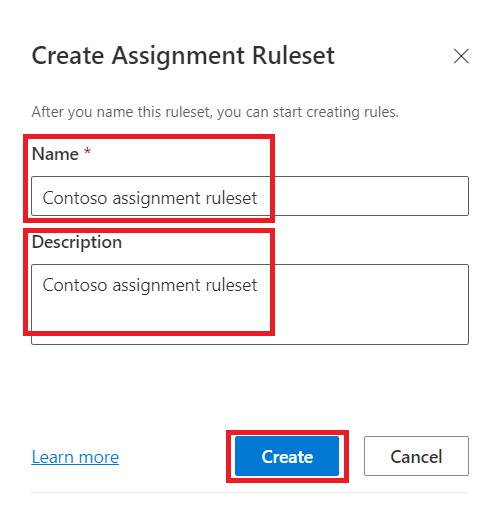 Create Assignment Ruleset
After you name this ruleset, you can start creating rules.
Name *
Contoso assignment ruleset
Description
Contoso assignment ruleset
Learn more
Create
Cancel